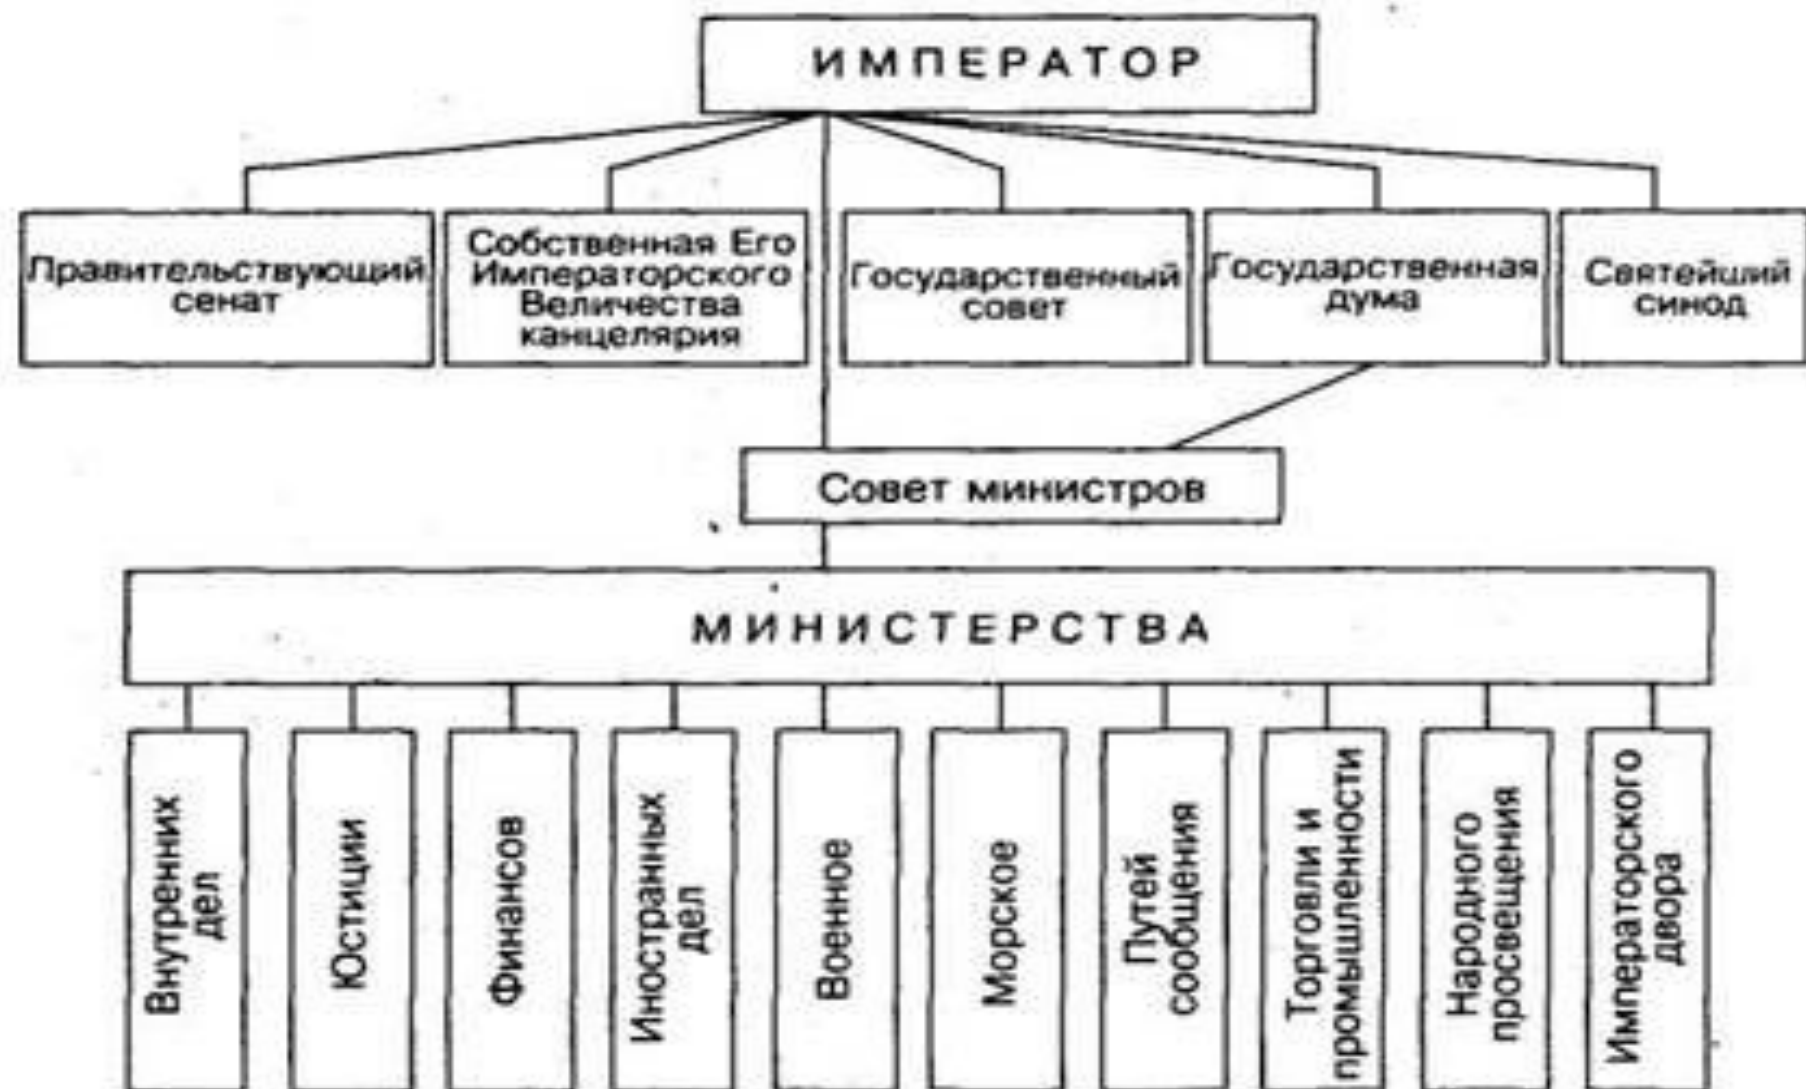 ИМПЕРАТОР
Правительствующий
сенат
Собственная Его
Императорского
Величества
канцелярия
Государственный
совет
Государственная
дума
Святейший
синод
Совет министров
МИНИСТЕРСТВА
Внутренних
дел
Юстиции
Финансов
Иностранных
дел
Военное
Морское
Путей
сообщения
Торговли и
промышленности
Народного
просвещения
Императорского
двора